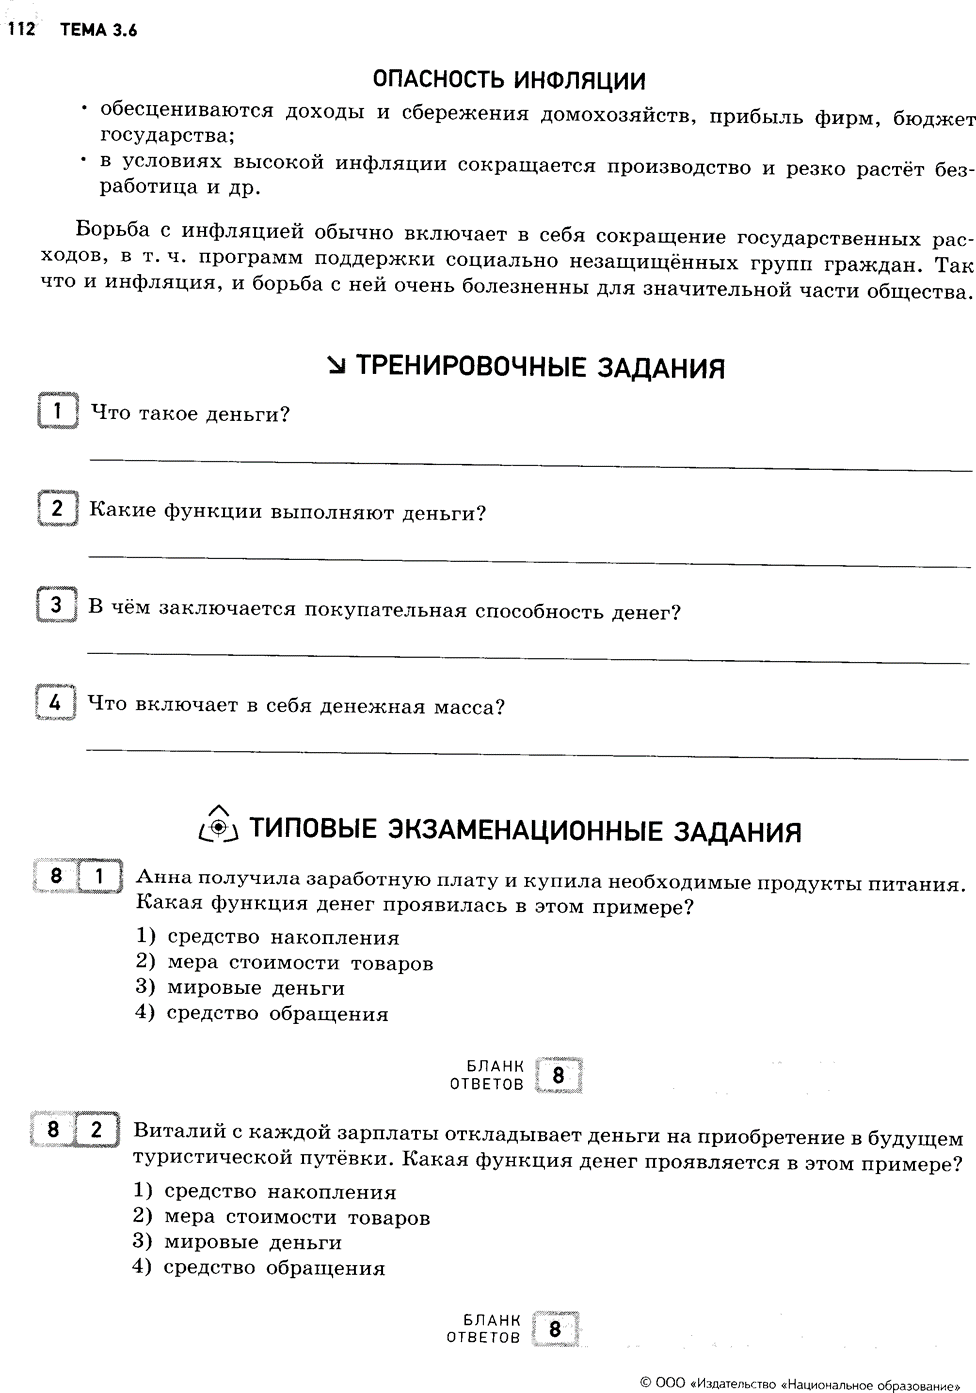 112 ТЕМА 3.6
ОПАСНОСТЬ ИНФЛЯЦИИ
• обесцениваются доходы и сбережения домохозяйств, прибыль фирм, бюджет
государства;
• в условиях высокой инфляции сокращается производство и резко растёт без-
работица и др.
Борьба с инфляцией обычно включает в себя сокращение государственных рас-
ходов, в т. ч. программ поддержки социально незащищённых групп граждан. Так
что и инфляция, и борьба с ней очень болезненны для значительной части общества.
ТРЕНИРОВОЧНЫЕ ЗАДАНИЯ
1 Что такое деньги?
2 Какие функции выполняют деньги?
3 В чём заключается покупательная способность денег?
4 Что включает в себя денежная масса?
ТИПОВЫЕ ЭКЗАМЕНАЦИОННЫЕ ЗАДАНИЯ
8 1 Анна получила заработную плату и купила необходимые продукты питания.
Какая функция денег проявилась в этом примере?
1) средство накопления
2) мера стоимости товаров
3) мировые деньги
4) средство обращения
БЛАНК
ОТВЕТОВ 8
8 2 Виталий с каждой зарплаты откладывает деньги на приобретение в будущем
туристической путёвки. Какая функция денег проявляется в этом примере?
1) средство накопления
2) мера стоимости товаров
3) мировые деньги
4) средство обращения
БЛАНК
ОТВЕТОВ 8
© ООО «Издательство «Национальное образование»